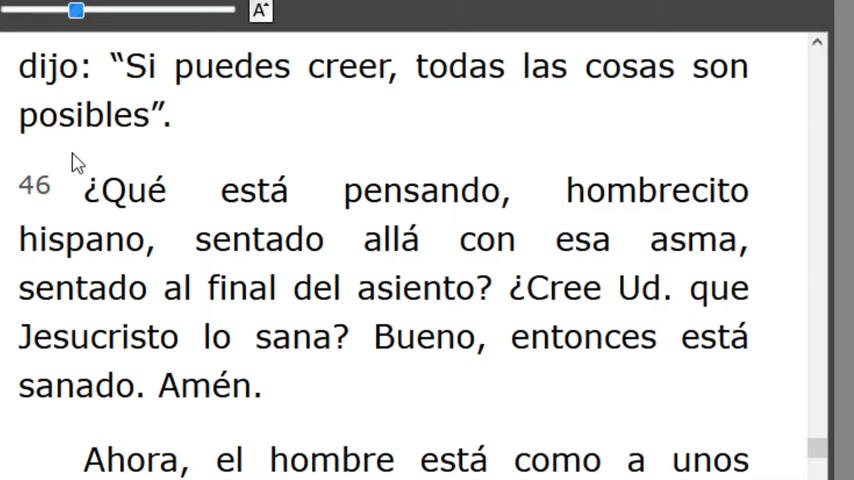 A
dijo: “Si puedes creer, todas las cosas son
posibles”.
46 ¿Qué está pensando, hombrecito
hispano, sentado allá con esa asma,
sentado al final del asiento? ¿Cree Ud. que
Jesucristo lo sana? Bueno, entonces está
sanado. Amén.
Ahora, el hombre está como a unos